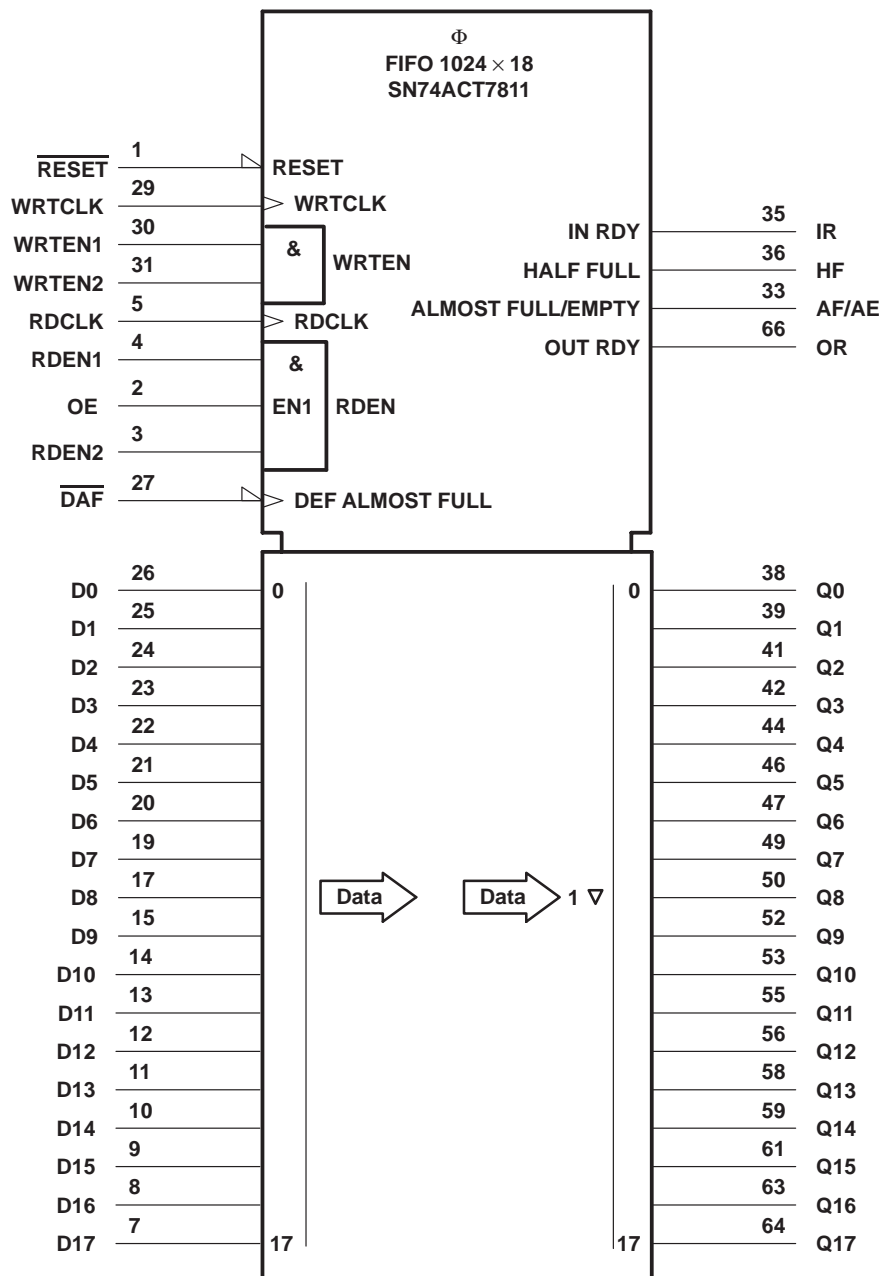 Φ
FIFO 1024 × 18
SN74ACT7811
RESET 1 RESET
WRTCLK 29 WRTCLK
WRTEN1 30 &
WRTEN
WRTEN2 31
RDCLK 5 RDCLK
RDEN1 4 &
OE 2 EN1 RDEN
RDEN2 3
DAF 27 DEF ALMOST FULL
IN RDY 35 IR
HALF FULL 36 HF
ALMOST FULL/EMPTY 33 AF/AE
OUT RDY 66 OR
D0 26 0 0 38 Q0
D1 25 39 Q1
D2 24 41 Q2
D3 23 42 Q3
D4 22 44 Q4
D5 21 46 Q5
D6 20 47 Q6
D7 19 49 Q7
D8 17 Data Data 1 ∇ 50 Q8
D9 15 52 Q9
D10 14 53 Q10
D11 13 55 Q11
D12 12 56 Q12
D13 11 58 Q13
D14 10 59 Q14
D15 9 61 Q15
D16 8 63 Q16
D17 7 17 17 64 Q17